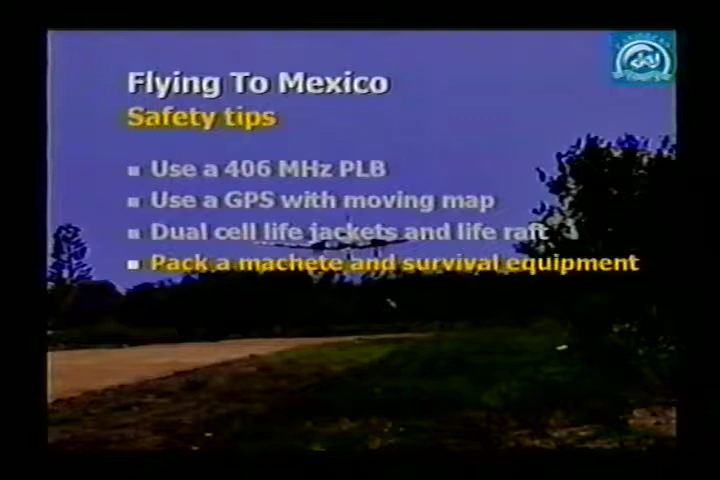 Flying To Mexico
Safety tips
Use a 406 MHz PLB
Use a GPS with moving map
Dual cell life jackets and life raft
Pack a machete and survival equipment